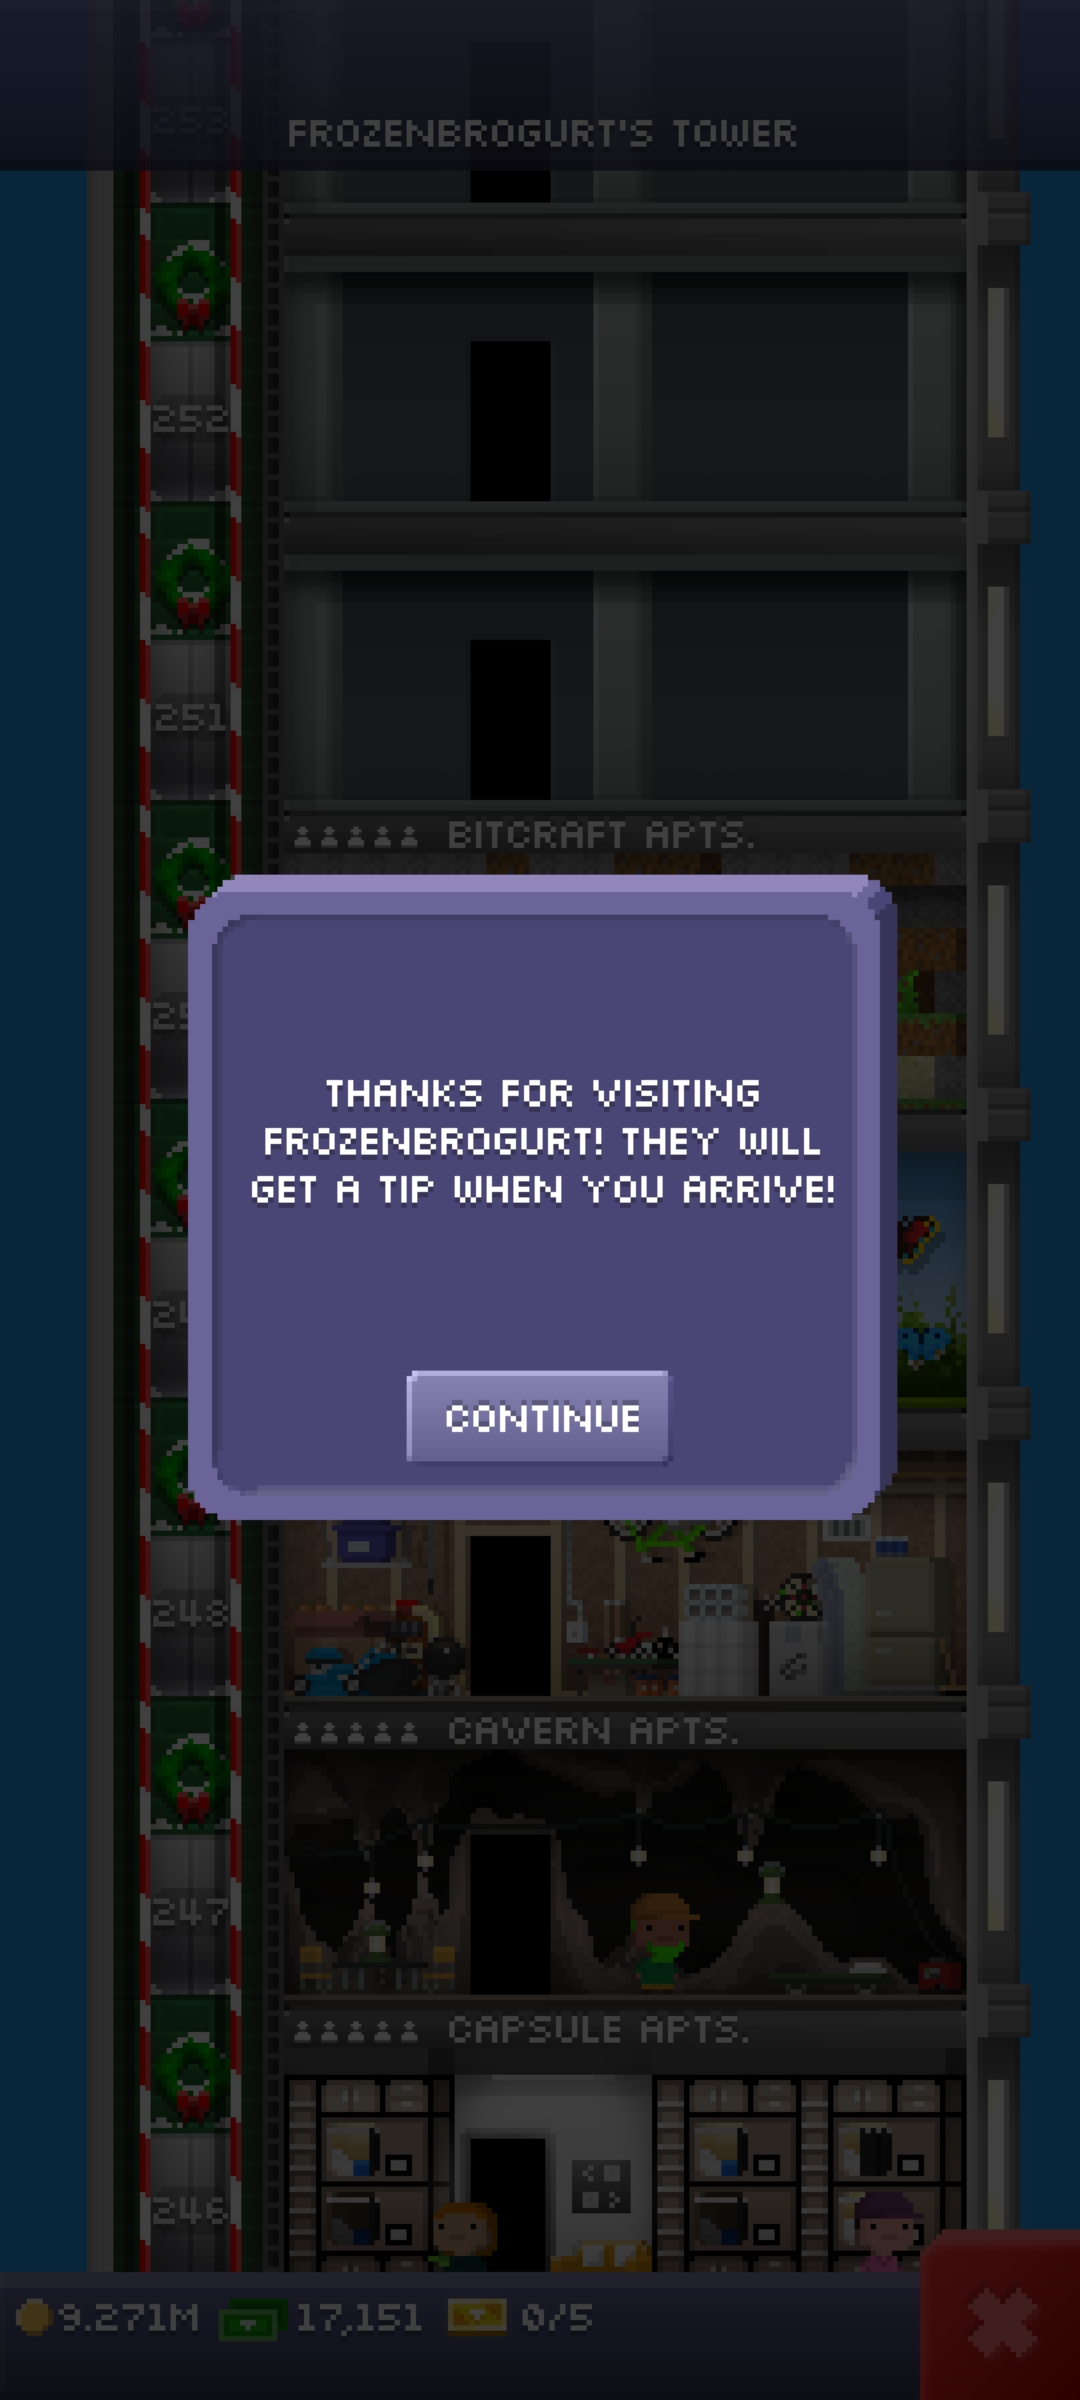 253
FROZENBROGURT'S TOWER
252
251
BITCRAFT APTS.
THANKS FOR VISITING
FROZENBROGURT! THEY WILL
GET A TIP WHEN YOU ARRIVE!
CONTINUE
248
CAVERN APTS.
247
CAPSULE APTS.
246
9.271M 17,151 0/5